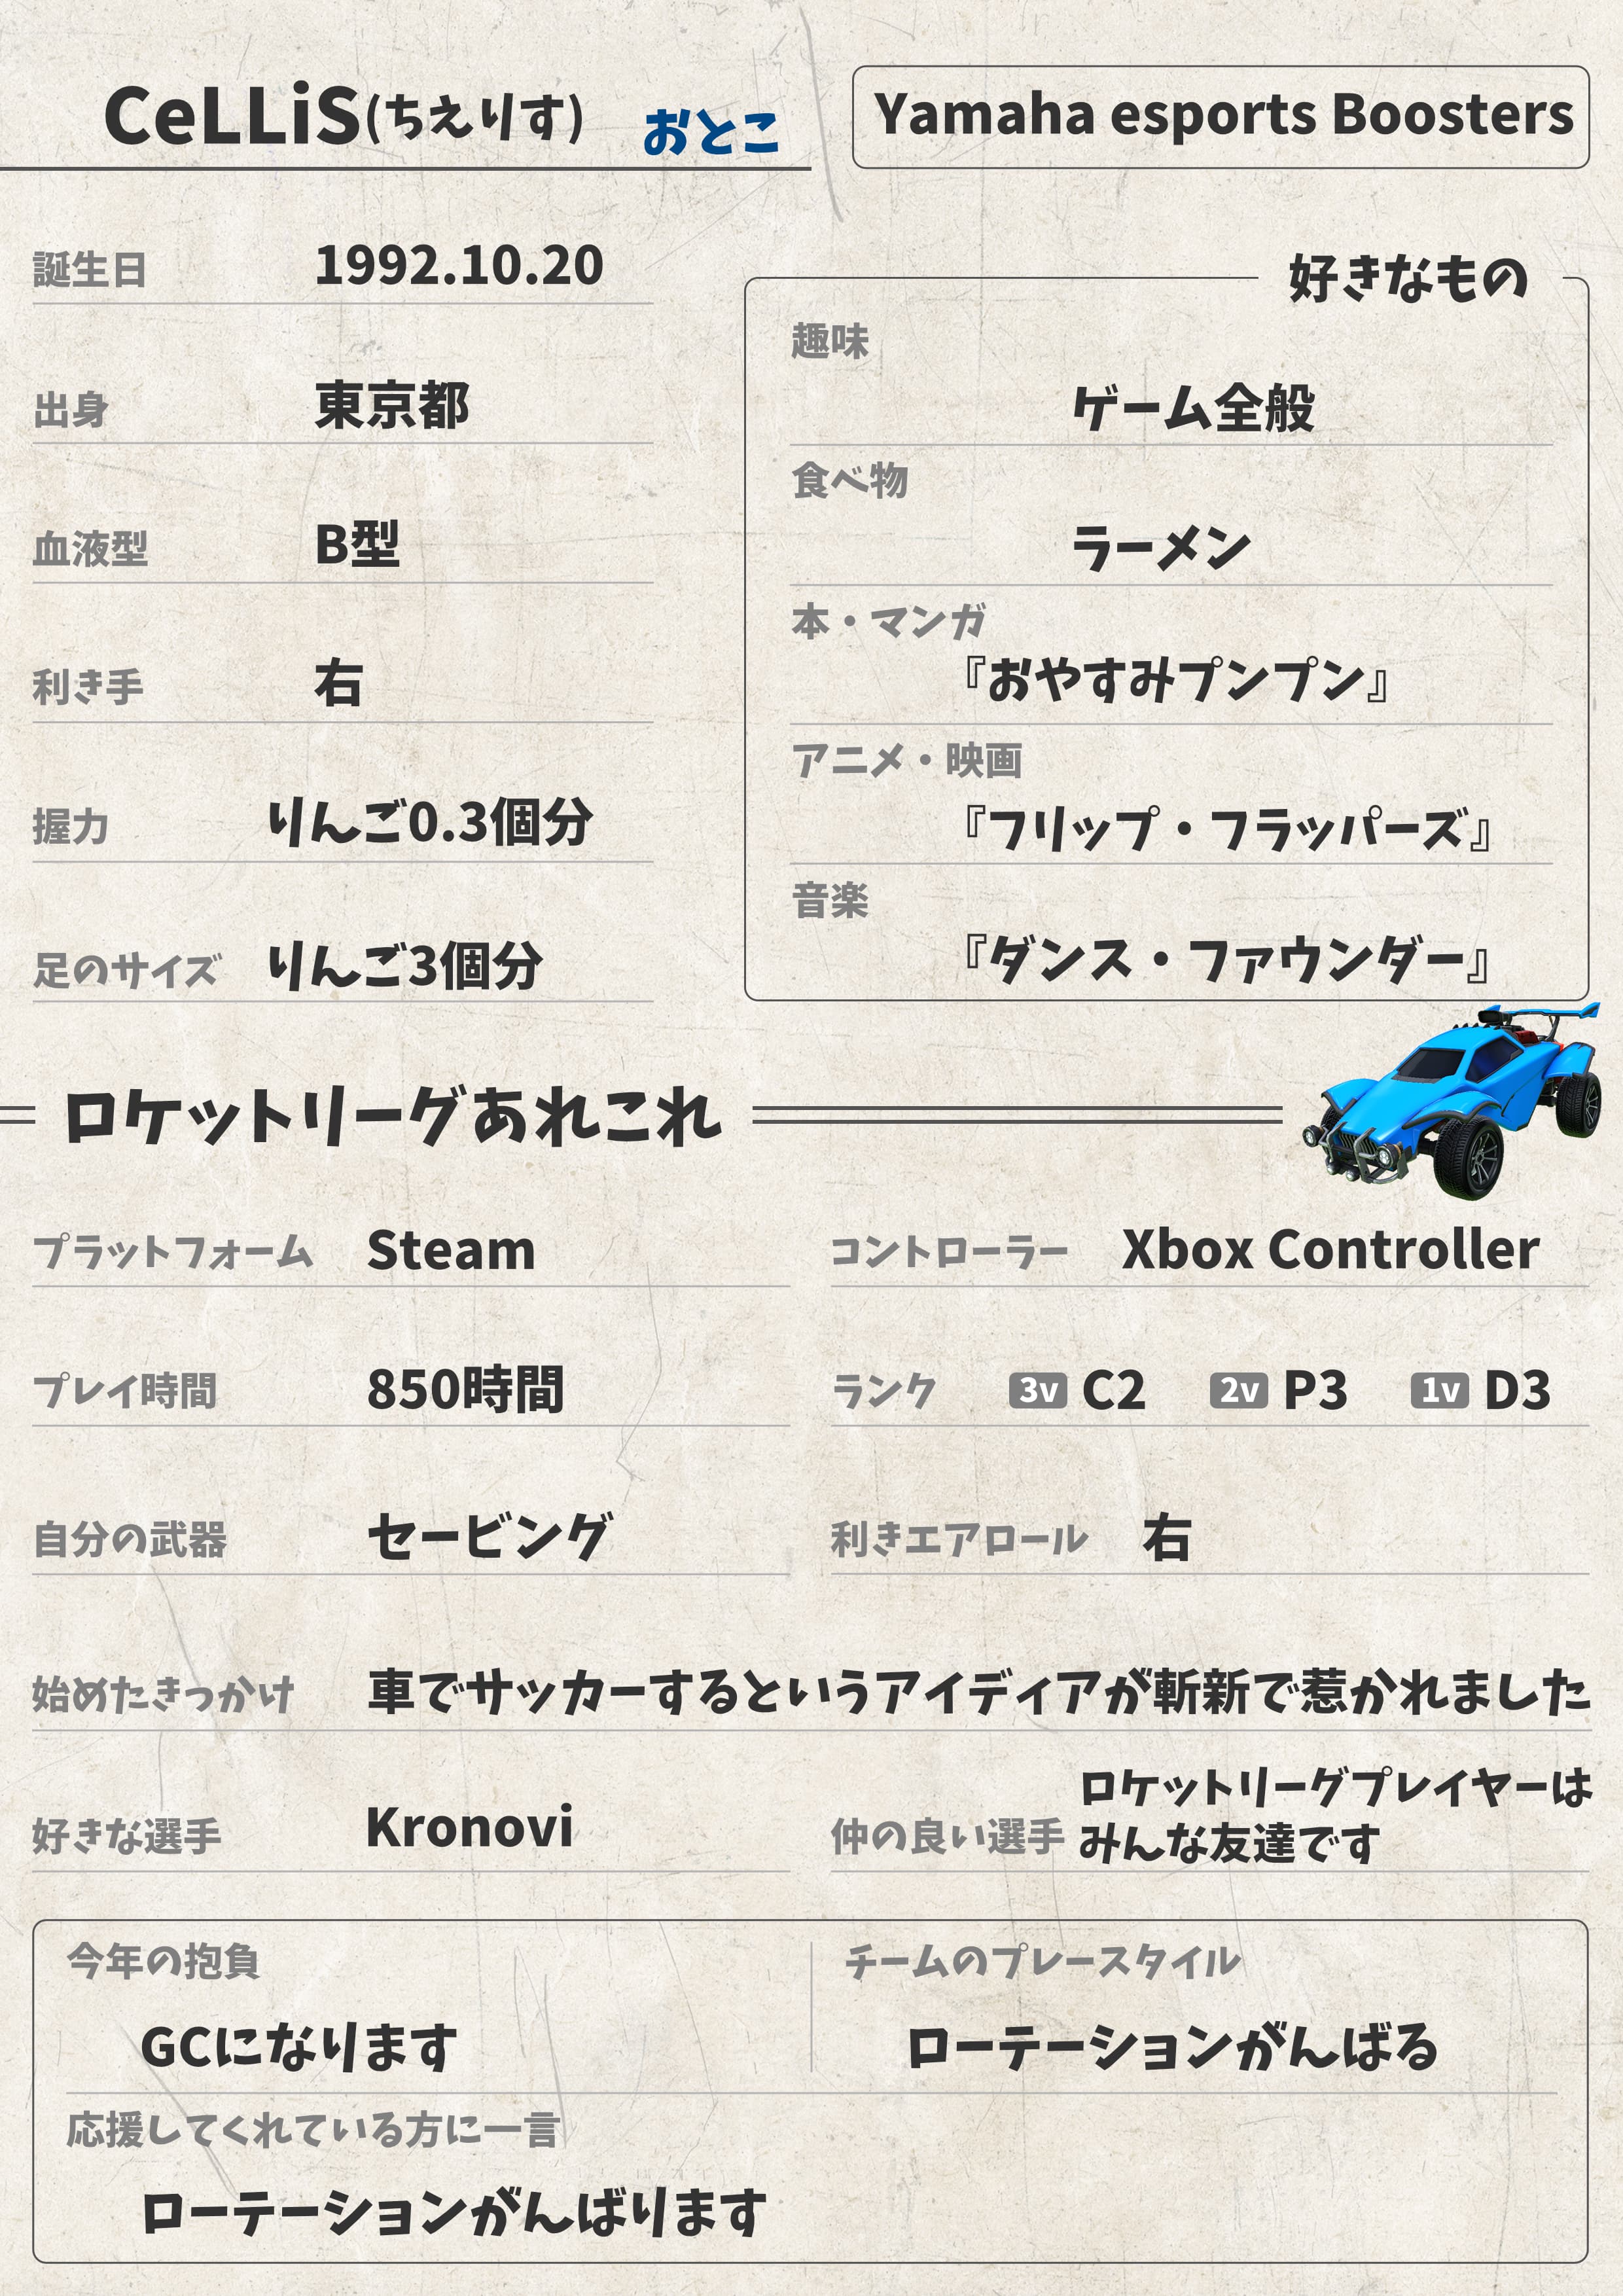 CeLLiS(ちえりす) おとこ
Yamaha esports Boosters
誕生日 1992.10.20
出身 東京都
血液型 B型
利き手 右
握力 りんご0.3個分
足のサイズ りんご3個分
好きなもの
趣味
ゲーム全般
食べ物
ラーメン
本・マンガ
『おやすみプンプン』
アニメ・映画
『フリップ・フラッパーズ』
音楽
『ダンス・ファウンダー』
ロケットリーグあれこれ
プラットフォーム Steam
コントローラー Xbox Controller
プレイ時間 850時間
ランク 3v C2 2v P3 1v D3
自分の武器 セービング
利きエアロール 右
始めたきっかけ 車でサッカーするというアイディアが斬新で惹かれました
好きな選手 Kronovi
仲の良い選手 ロケットリーグプレイヤーは
みんな友達です
今年の抱負
GCになります
チームのプレースタイル
ローテーションがんばる
応援してくれている方に一言
ローテーションがんばります